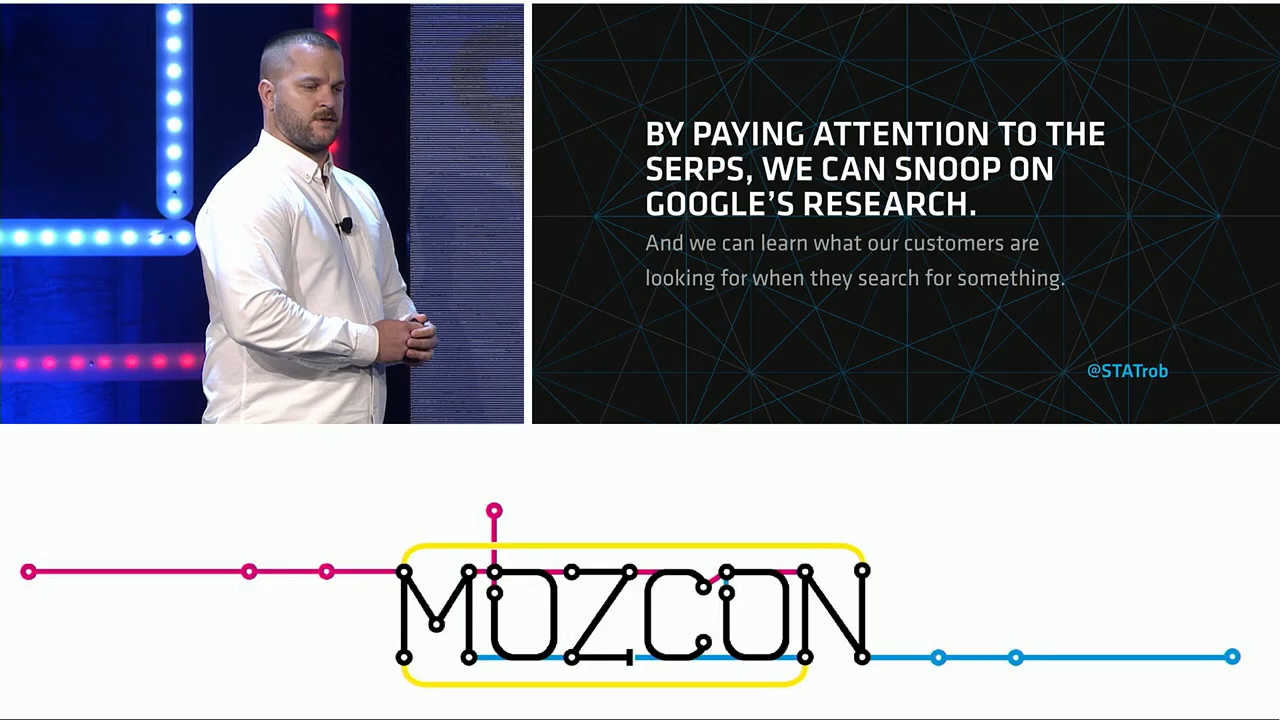 BY PAYING ATTENTION TO THE
SERPS, WE CAN SNOOP ON
GOOGLE'S RESEARCH.
And we can learn what our customers are
looking for when they search for something.
@STATrob
MOZCON